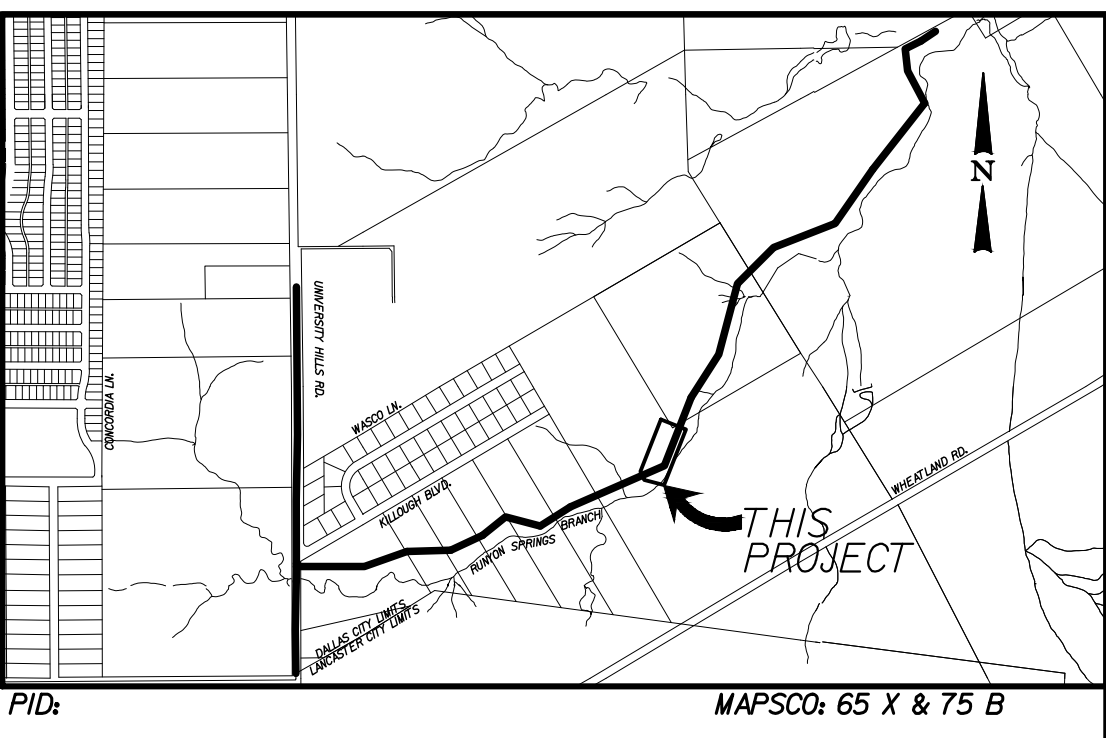 N
UNIVERSITY HILLS RD.
CONCORDIA LN.
WASCO LN.
KILLOUGH BLVD.
WHEATLAND RD.
RUNYON SPRINGS BRANCH
THIS
PROJECT
DALLAS CITY LIMITS
LANCASTER CITY LIMITS
PID:
MAPSCO: 65 X & 75 B